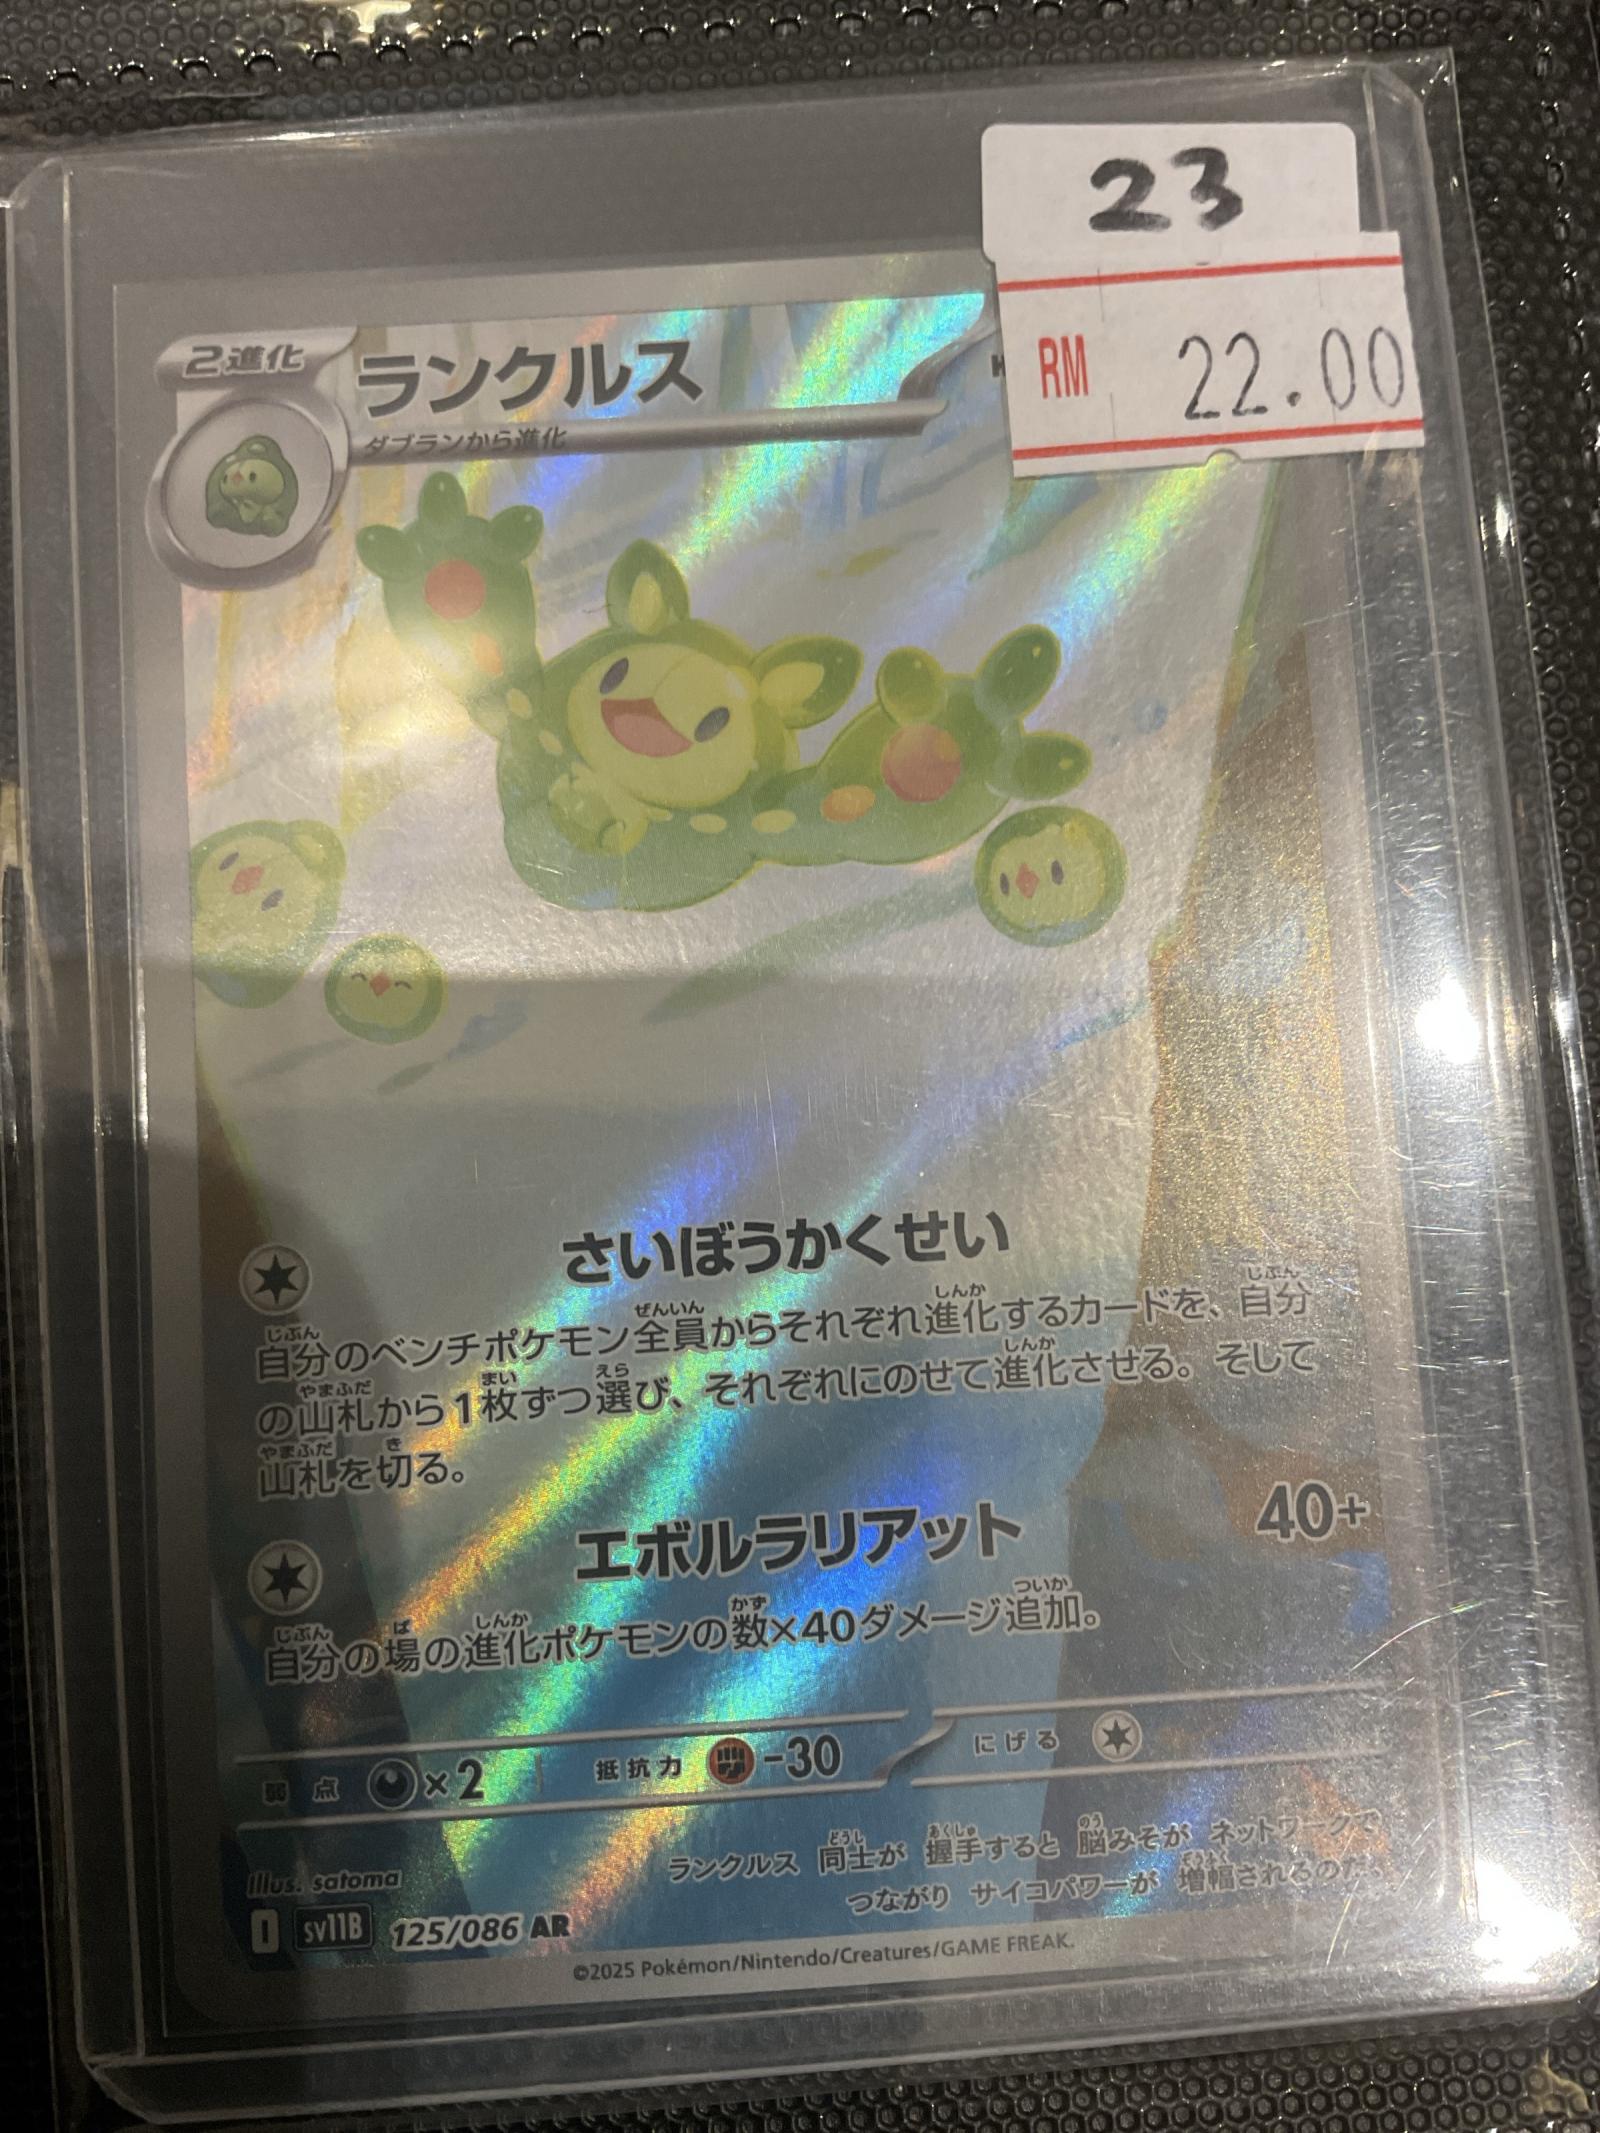 23
RM 22.00
2進化
ランクルス
ダブランから進化
さいぼうかくせい
自分のベンチポケモン全員からそれぞれ進化するカードを、自分
の山札から1枚ずつ選び、それぞれにのせて進化させる。そして
山札を切る。
エボルラリアット 40+
自分の場の進化ポケモンの数×40ダメージ追加。
弱点 ×2 抵抗力 -30 にげる
ランクルス 同士が 握手すると 脳みそが ネットワークで
つながり サイコパワーが 増幅されるのだ。
Illus. satoma
I SV11B 125/086 AR
©2025 Pokémon/Nintendo/Creatures/GAME FREAK.